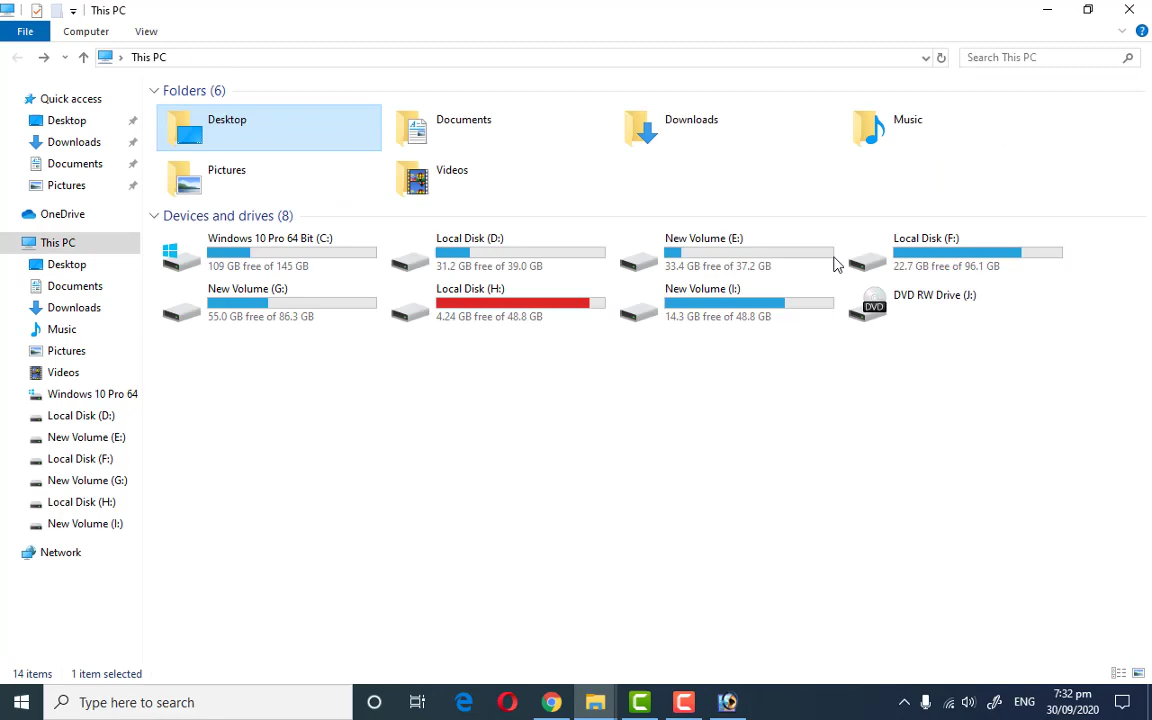 This PC
File
Computer
View
This PC
Search This PC
Quick access
Desktop
Downloads
Documents
Pictures
OneDrive
This PC
Desktop
Documents
Downloads
Music
Pictures
Videos
Windows 10 Pro 64
Local Disk (D:)
New Volume (E:)
Local Disk (F:)
New Volume (G:)
Local Disk (H:)
New Volume (I:)
Network
Folders (6)
Desktop
Documents
Downloads
Music
Pictures
Videos
Devices and drives (8)
Windows 10 Pro 64 Bit (C:)
109 GB free of 145 GB
Local Disk (D:)
31.2 GB free of 39.0 GB
New Volume (E:)
33.4 GB free of 37.2 GB
Local Disk (F:)
22.7 GB free of 96.1 GB
New Volume (G:)
55.0 GB free of 86.3 GB
Local Disk (H:)
4.24 GB free of 48.8 GB
New Volume (I:)
14.3 GB free of 48.8 GB
DVD RW Drive (J:)
DVD
14 items
1 item selected
Type here to search
ENG
7:32 pm
30/09/2020